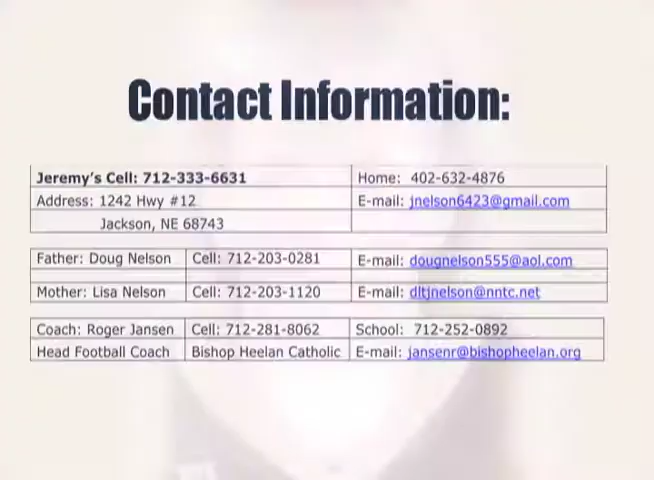 Contact Information:
Jeremy's Cell: 712-333-6631 Home: 402-632-4876
Address: 1242 Hwy #12 E-mail: jnelson6423@gmail.com
Jackson, NE 68743
Father: Doug Nelson Cell: 712-203-0281 E-mail: dougnelson555@aol.com
Mother: Lisa Nelson Cell: 712-203-1120 E-mail: dltjnelson@nntc.net
Coach: Roger Jansen Cell: 712-281-8062 School: 712-252-0892
Head Football Coach Bishop Heelan Catholic E-mail: jansenr@bishopheelan.org